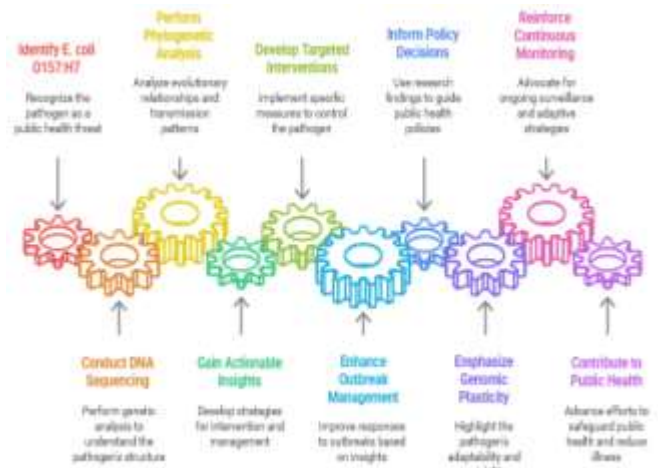 Identify E. coli
O157:H7
Recognize the
pathogen as a
public health threat
Perform
Phylogenetic
Analysis
Analyze evolutionary
relationships and
transmission
patterns
Develop Targeted
Interventions
Implement specific
measures to control
the pathogen
Inform Policy
Decisions
Use research
findings to guide
public health
policies
Reinforce
Continuous
Monitoring
Advocate for
ongoing surveillance
and adaptive
strategies
Conduct DNA
Sequencing
Perform genetic
analysis to
understand the
pathogen's structure
Gain Actionable
Insights
Develop strategies
for intervention and
management
Enhance
Outbreak
Management
Improve responses
to outbreaks based
on insights
Emphasize
Genomic
Plasticity
Highlight the
pathogen's
adaptability and
Contribute to
Public Health
Advance efforts to
safeguard public
health and reduce
illness